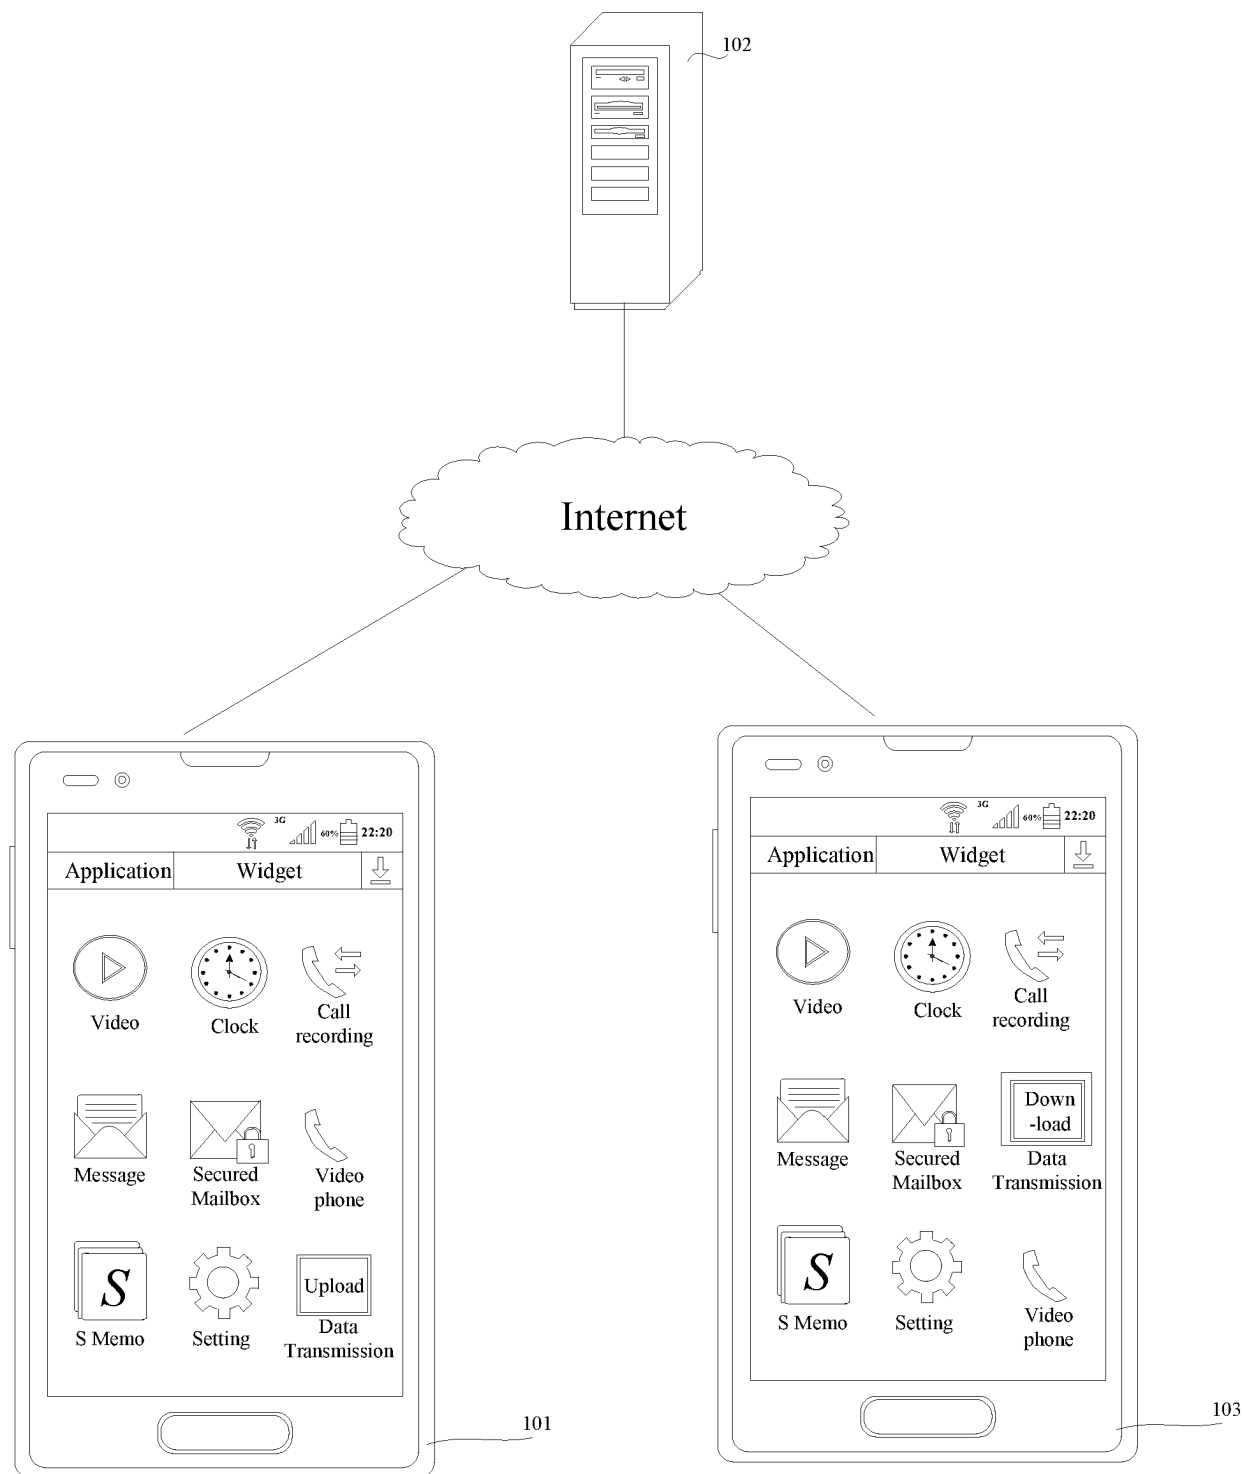 102
Internet
3G
60%
22:20
Application
Widget
Video
Clock
Call
recording
Message
Secured
Mailbox
Video
phone
S
S Memo
Setting
Upload
Data
Transmission
101
3G
60%
22:20
Application
Widget
Video
Clock
Call
recording
Message
Secured
Mailbox
Down
-load
Data
Transmission
S
S Memo
Setting
Video
phone
103